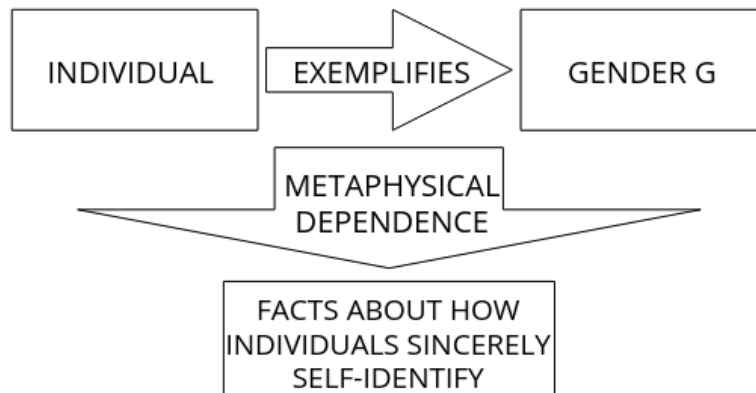 INDIVIDUAL
EXEMPLIFIES
GENDER G
METAPHYSICAL
DEPENDENCE
FACTS ABOUT HOW
INDIVIDUALS SINCERELY
SELF-IDENTIFY